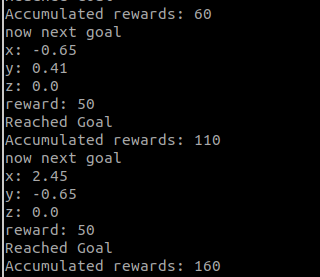 Accumulated rewards: 60
now next goal
x: -0.65
y: 0.41
z: 0.0
reward: 50
Reached Goal
Accumulated rewards: 110
now next goal
x: 2.45
y: -0.65
z: 0.0
reward: 50
Reached Goal
Accumulated rewards: 160